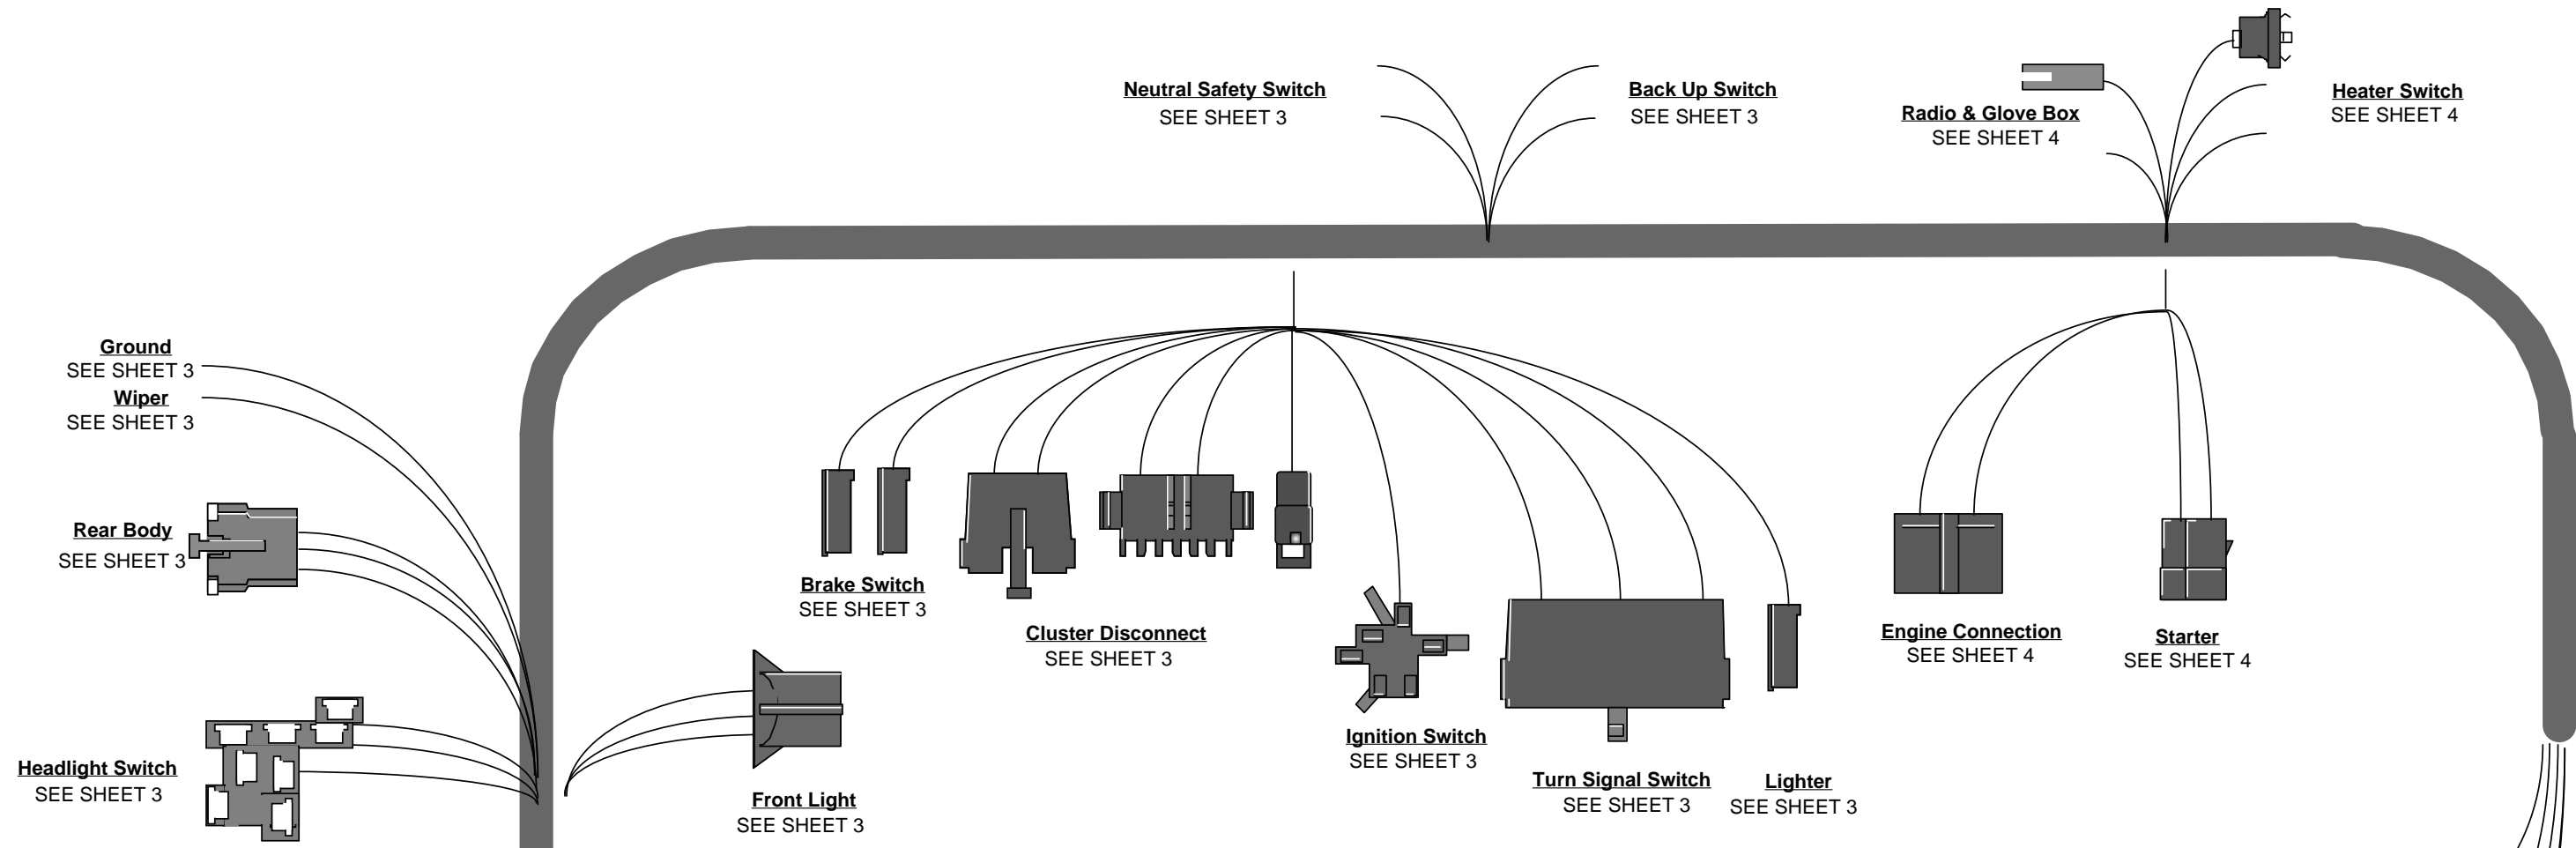 Neutral Safety Switch
SEE SHEET 3
Back Up Switch
SEE SHEET 3
Radio & Glove Box
SEE SHEET 4
Heater Switch
SEE SHEET 4
Ground
SEE SHEET 3
Wiper
SEE SHEET 3
Rear Body
SEE SHEET 3
Headlight Switch
SEE SHEET 3
Front Light
SEE SHEET 3
Brake Switch
SEE SHEET 3
Cluster Disconnect
SEE SHEET 3
Ignition Switch
SEE SHEET 3
Turn Signal Switch
SEE SHEET 3
Lighter
SEE SHEET 3
Engine Connection
SEE SHEET 4
Starter
SEE SHEET 4